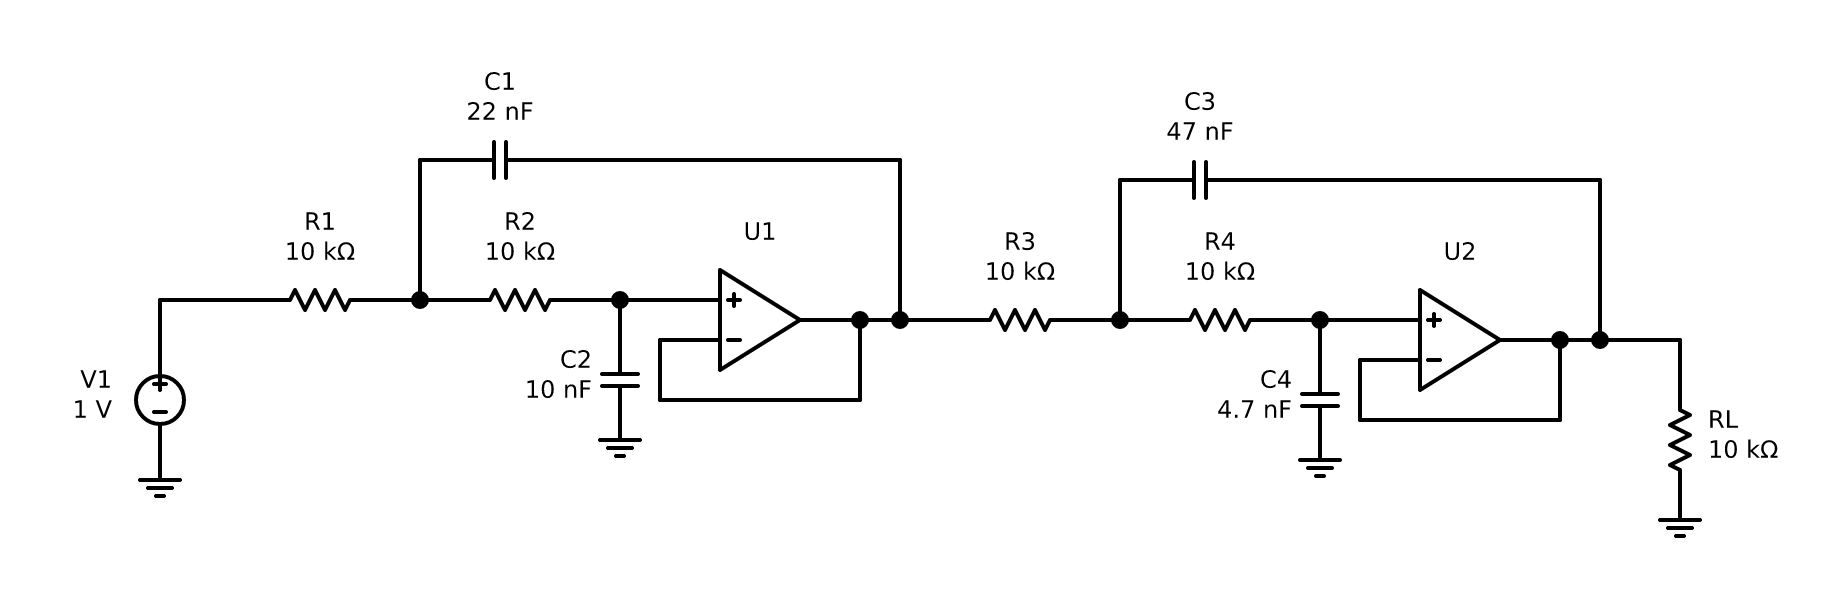 C1
22 nF
C3
47 nF
R1
10 kΩ
R2
10 kΩ
U1
R3
10 kΩ
R4
10 kΩ
U2
V1
1 V
C2
10 nF
C4
4.7 nF
RL
10 kΩ